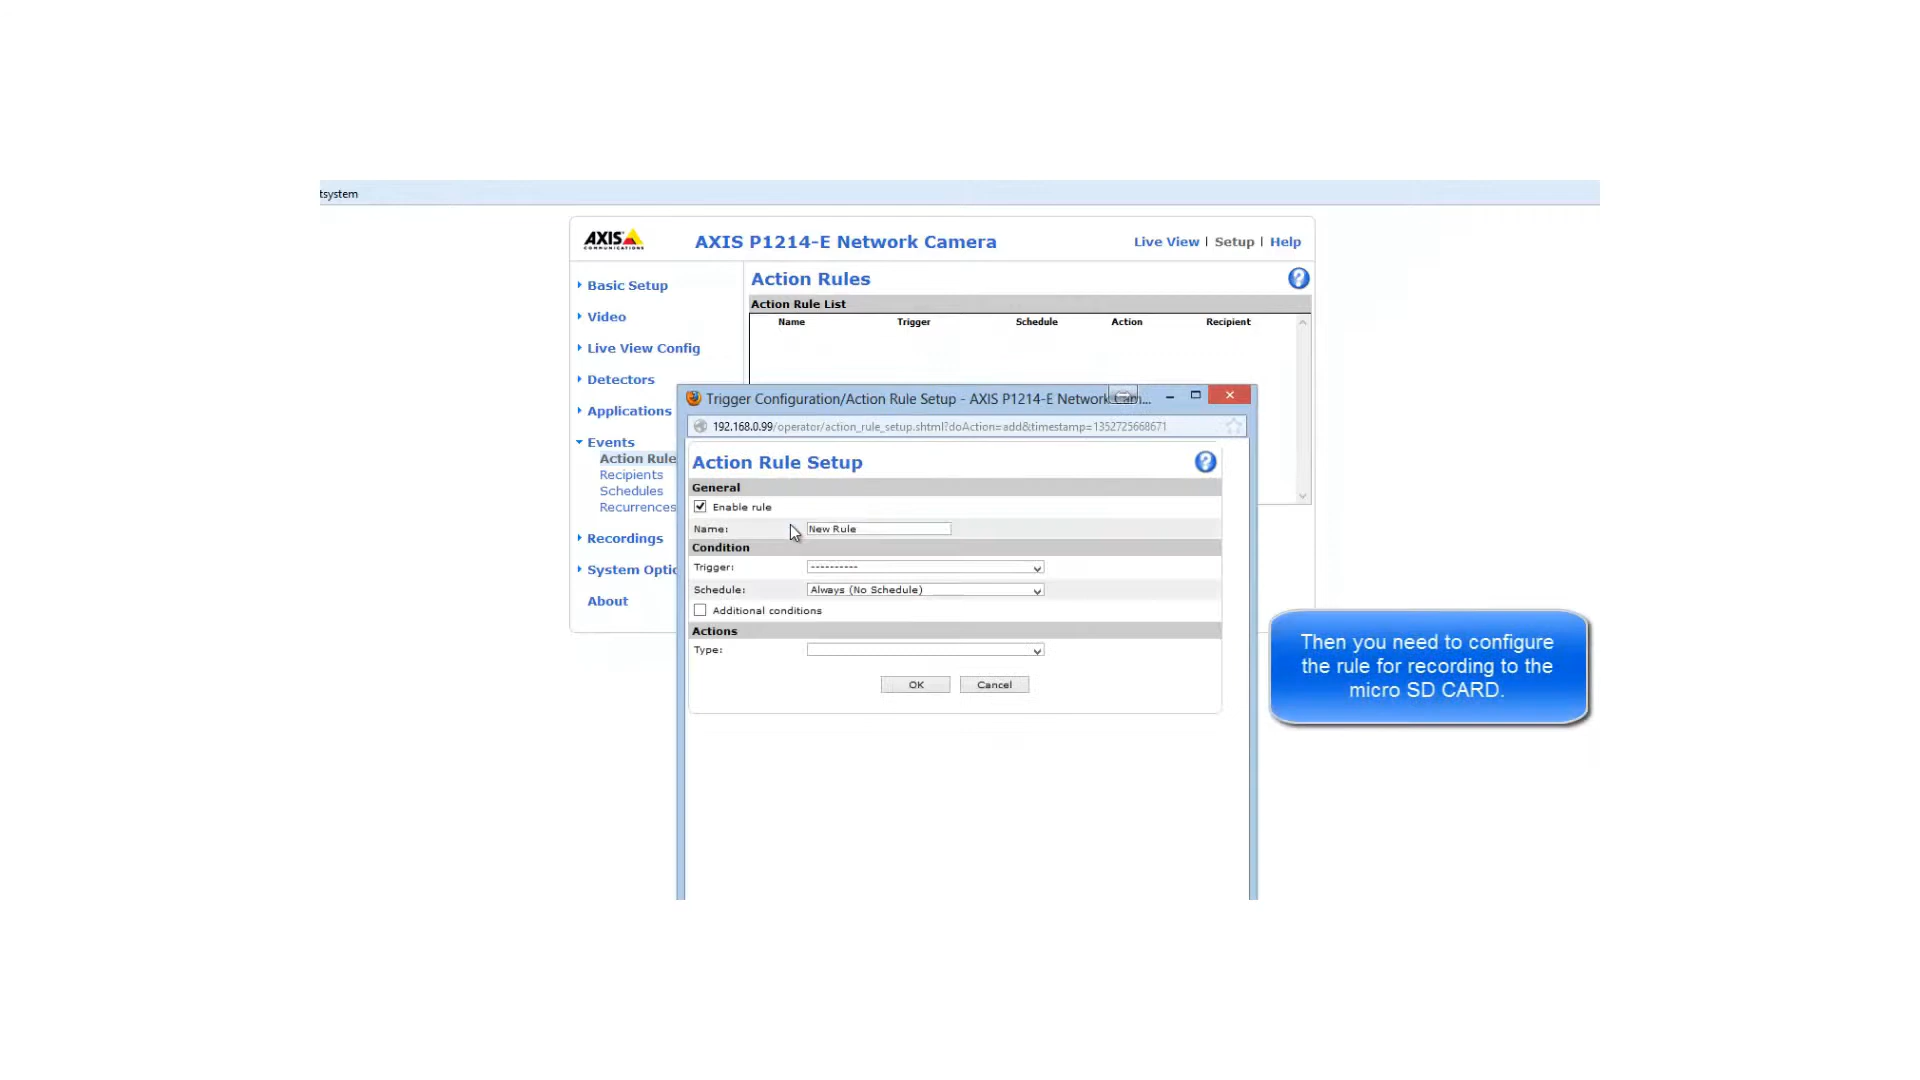 tsystem
AXIS
COMMUNICATIONS
AXIS P1214-E Network Camera
Live View | Setup | Help
Basic Setup
Video
Live View Config
Detectors
Applications
Events
Action Rule
Recipients
Schedules
Recurrences
Recordings
System Optio
About
Action Rules
Action Rule List
Name Trigger Schedule Action Recipient
Trigger Configuration/Action Rule Setup - AXIS P1214-E Network Cam...
192.168.0.99/operator/action_rule_setup.shtml?doAction=add&timestamp=1352725668671
Action Rule Setup
General
Enable rule
Name: New Rule
Condition
Trigger: ----------
Schedule: Always (No Schedule)
Additional conditions
Actions
Type:
OK Cancel
Then you need to configure
the rule for recording to the
micro SD CARD.